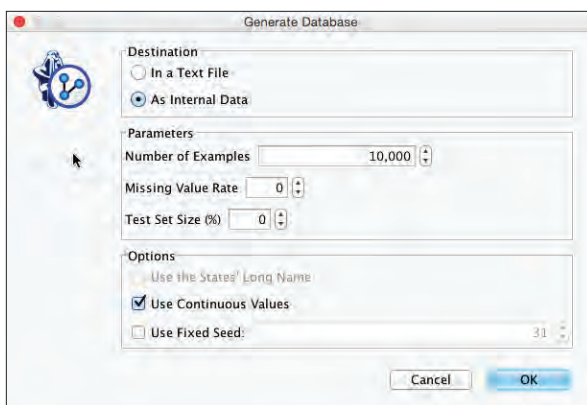 Generate Database
Destination
In a Text File
As Internal Data
Parameters
Number of Examples 10,000
Missing Value Rate 0
Test Set Size (%) 0
Options
Use the States' Long Name
Use Continuous Values
Use Fixed Seed: 31
Cancel OK